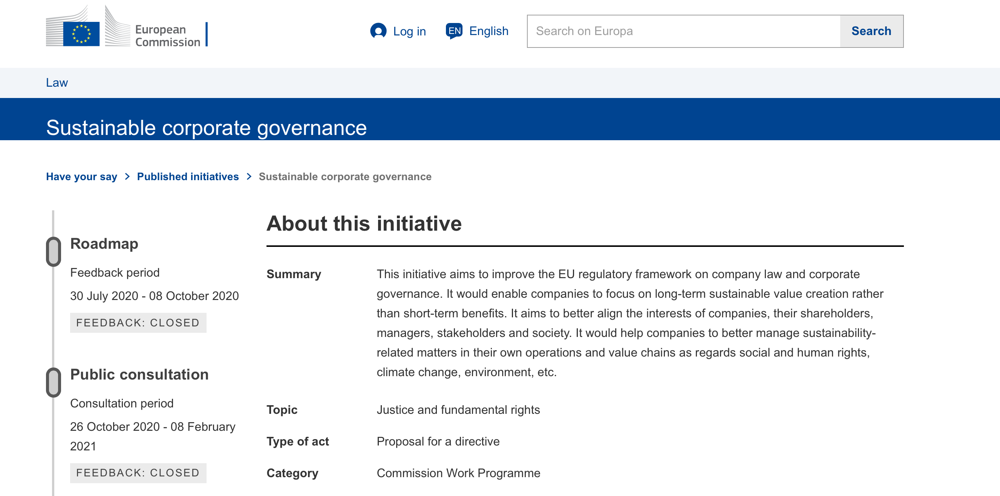 European
Commission
Log in
EN
English
Search on Europa
Search
Law
Sustainable corporate governance
Have your say > Published initiatives > Sustainable corporate governance
Roadmap
Feedback period
30 July 2020 - 08 October 2020
FEEDBACK: CLOSED
Public consultation
Consultation period
26 October 2020 - 08 February
2021
FEEDBACK: CLOSED
About this initiative
Summary
This initiative aims to improve the EU regulatory framework on company law and corporate
governance. It would enable companies to focus on long-term sustainable value creation rather
than short-term benefits. It aims to better align the interests of companies, their shareholders,
managers, stakeholders and society. It would help companies to better manage sustainability-
related matters in their own operations and value chains as regards social and human rights,
climate change, environment, etc.
Topic
Justice and fundamental rights
Type of act
Proposal for a directive
Category
Commission Work Programme